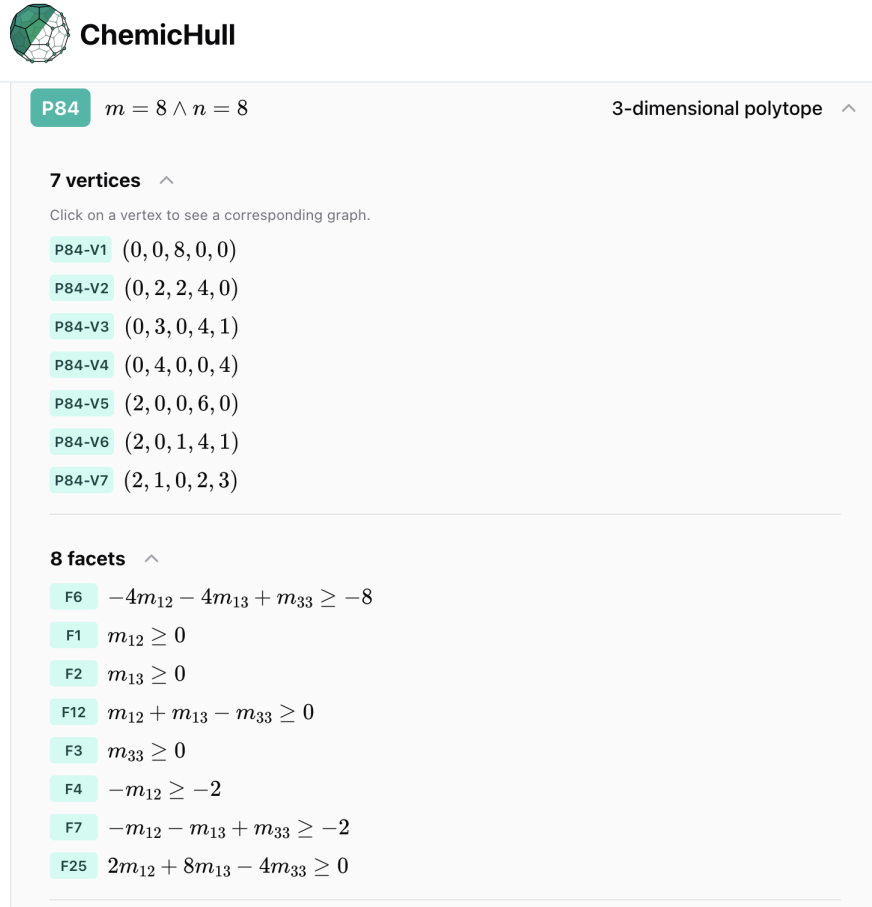 ChemicHull
P84 m = 8 ∧ n = 8 3-dimensional polytope
7 vertices
Click on a vertex to see a corresponding graph.
P84-V1 (0, 0, 8, 0, 0)
P84-V2 (0, 2, 2, 4, 0)
P84-V3 (0, 3, 0, 4, 1)
P84-V4 (0, 4, 0, 0, 4)
P84-V5 (2, 0, 0, 6, 0)
P84-V6 (2, 0, 1, 4, 1)
P84-V7 (2, 1, 0, 2, 3)
8 facets
F6 −4m₁₂ − 4m₁₃ + m₃₃ ≥ −8
F1 m₁₂ ≥ 0
F2 m₁₃ ≥ 0
F12 m₁₂ + m₁₃ − m₃₃ ≥ 0
F3 m₃₃ ≥ 0
F4 −m₁₂ ≥ −2
F7 −m₁₂ − m₁₃ + m₃₃ ≥ −2
F25 2m₁₂ + 8m₁₃ − 4m₃₃ ≥ 0